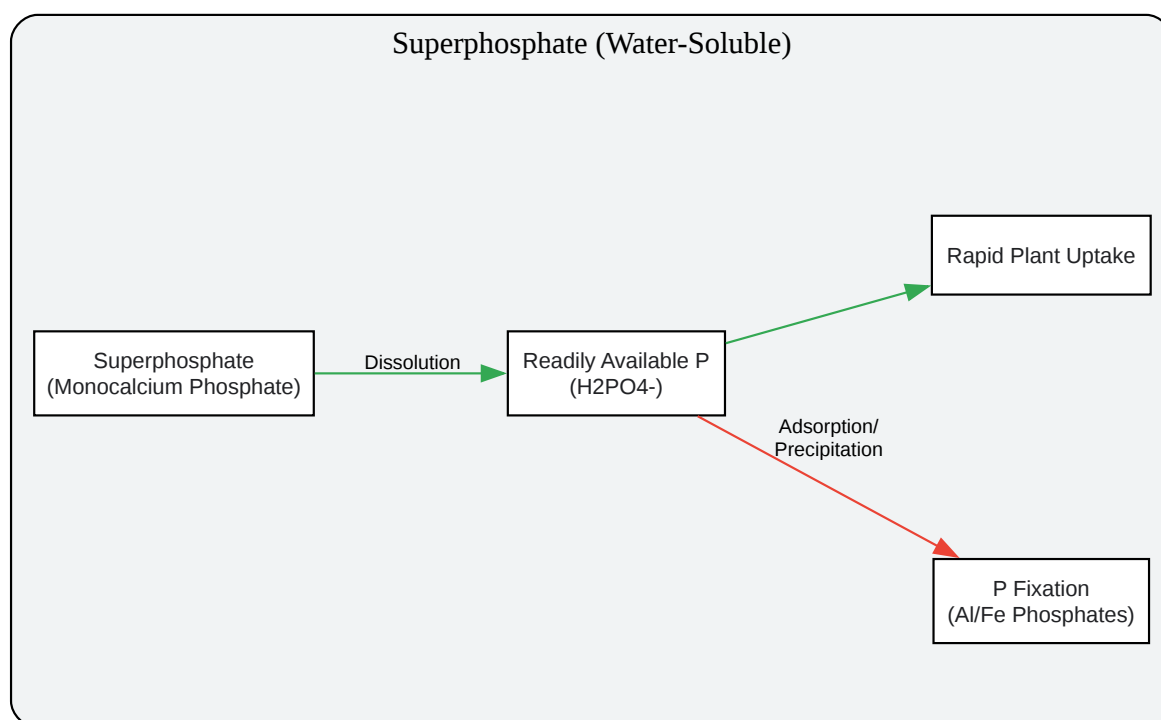 Superphosphate (Water-Soluble)
Superphosphate
(Monocalcium Phosphate)
Dissolution
Readily Available P
(H2PO4-)
Rapid Plant Uptake
Adsorption/
Precipitation
P Fixation
(Al/Fe Phosphates)